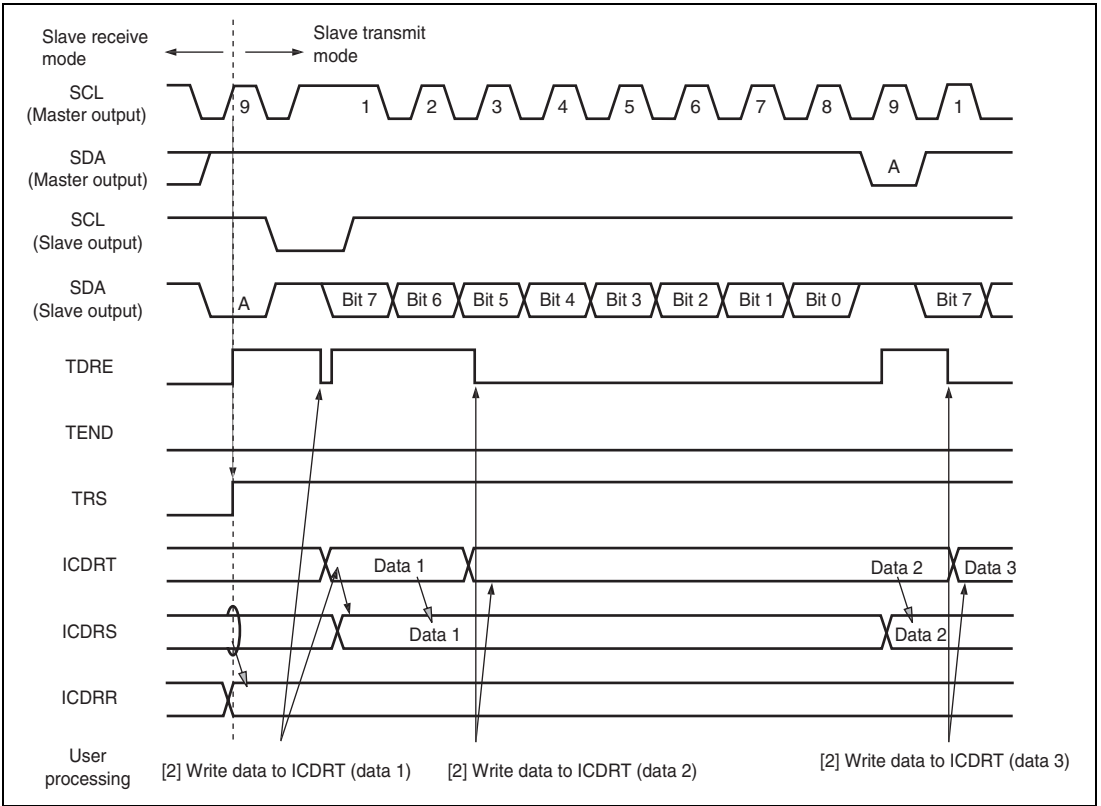 Slave receive
mode
Slave transmit
mode
SCL
(Master output)
9 1 2 3 4 5 6 7 8 9 1
SDA
(Master output)
A
SCL
(Slave output)
SDA
(Slave output)
A Bit 7 Bit 6 Bit 5 Bit 4 Bit 3 Bit 2 Bit 1 Bit 0 Bit 7
TDRE
TEND
TRS
ICDRT
Data 1 Data 2 Data 3
ICDRS
Data 1 Data 2
ICDRR
User
processing
[2] Write data to ICDRT (data 1) [2] Write data to ICDRT (data 2) [2] Write data to ICDRT (data 3)